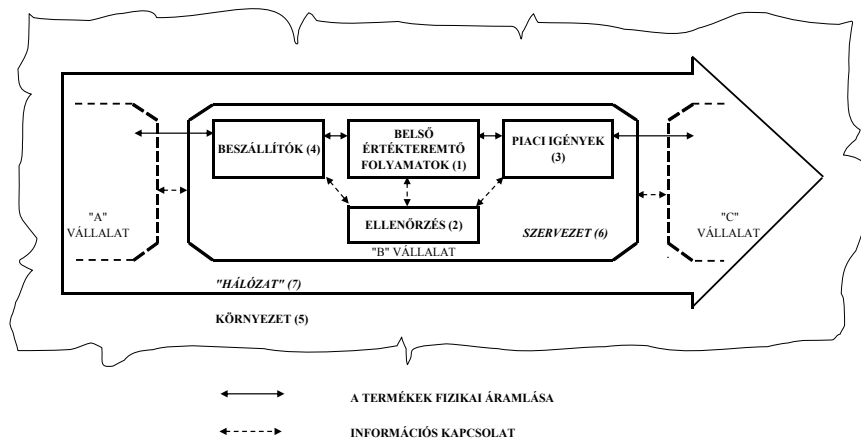 BESZÁLLÍTÓK (4)
BELSŐ
ÉRTÉKTEREMTŐ
FOLYAMATOK (1)
PIACI IGÉNYEK
(3)
"A"
VÁLLALAT
ELLENŐRZÉS (2)
"B" VÁLLALAT
SZERVEZET (6)
"C"
VÁLLALAT
"HÁLÓZAT" (7)
KÖRNYEZET (5)
A TERMÉKEK FIZIKAI ÁRAMLÁSA
INFORMÁCIÓS KAPCSOLAT